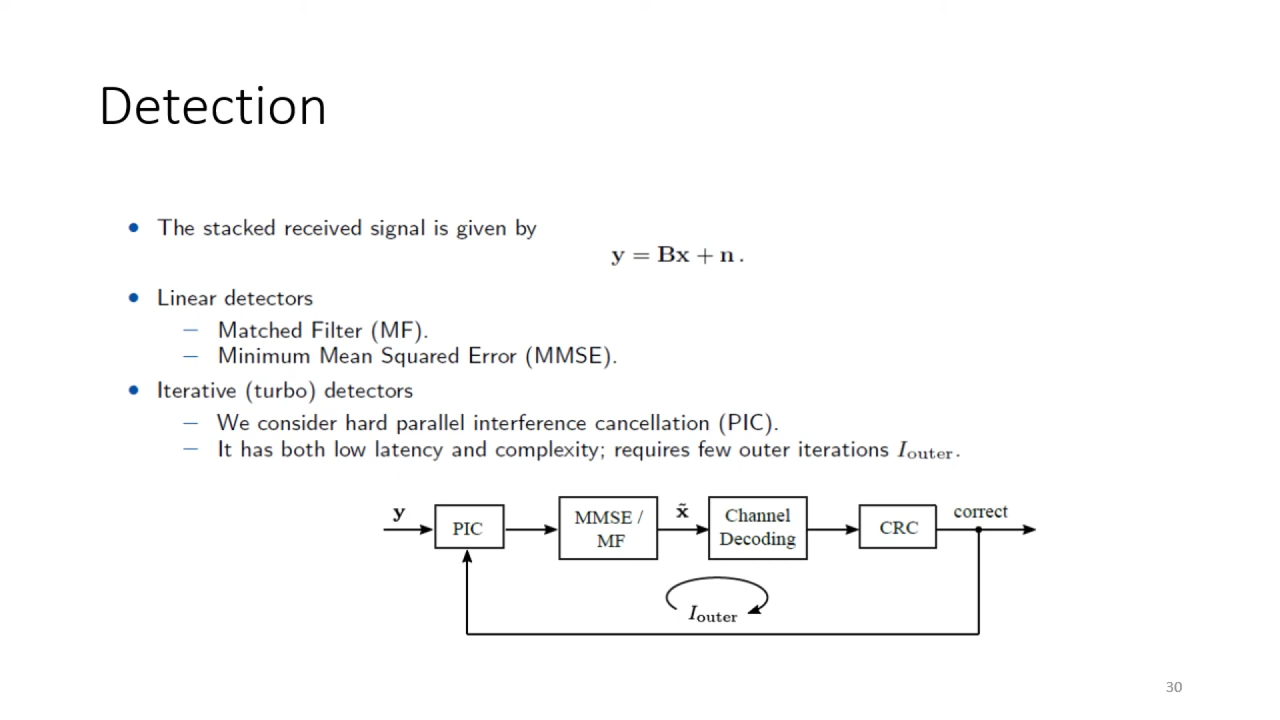 Detection
• The stacked received signal is given by
y = Bx + n .
• Linear detectors
– Matched Filter (MF).
– Minimum Mean Squared Error (MMSE).
• Iterative (turbo) detectors
– We consider hard parallel interference cancellation (PIC).
– It has both low latency and complexity; requires few outer iterations I_outer.
y
PIC
MMSE /
MF
x̃
Channel
Decoding
CRC
correct
I_outer
30